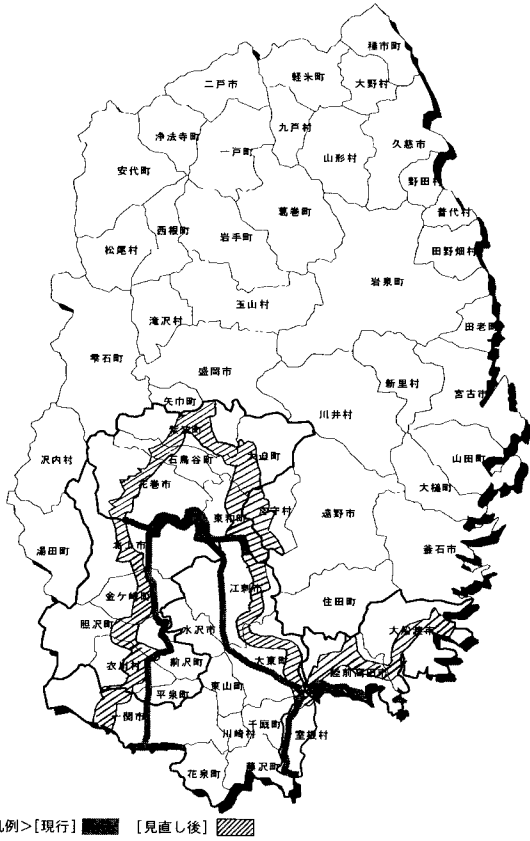 種市町
軽米町
二戸市
大野村
浄法寺町
九戸村
久慈市
一戸町
山形村
安代町
野田村
葛巻町
普代村
西根町
岩手町
松尾村
田野畑村
岩泉町
玉山村
滝沢村
田老町
雫石町
盛岡市
新里村
宮古市
矢巾町
川井村
紫波町
沢内村
石鳥谷町
大迫町
山田町
花巻市
大槌町
東和町
宮守村
遠野市
湯田町
北上市
釜石市
江刺市
金ケ崎町
住田町
胆沢町
水沢市
大船渡市
衣川村
前沢町
大東町
陸前高田市
平泉町
東山町
一関市
千厩町
川崎村
室根村
花泉町
藤沢町
凡例>[現行] [見直し後]